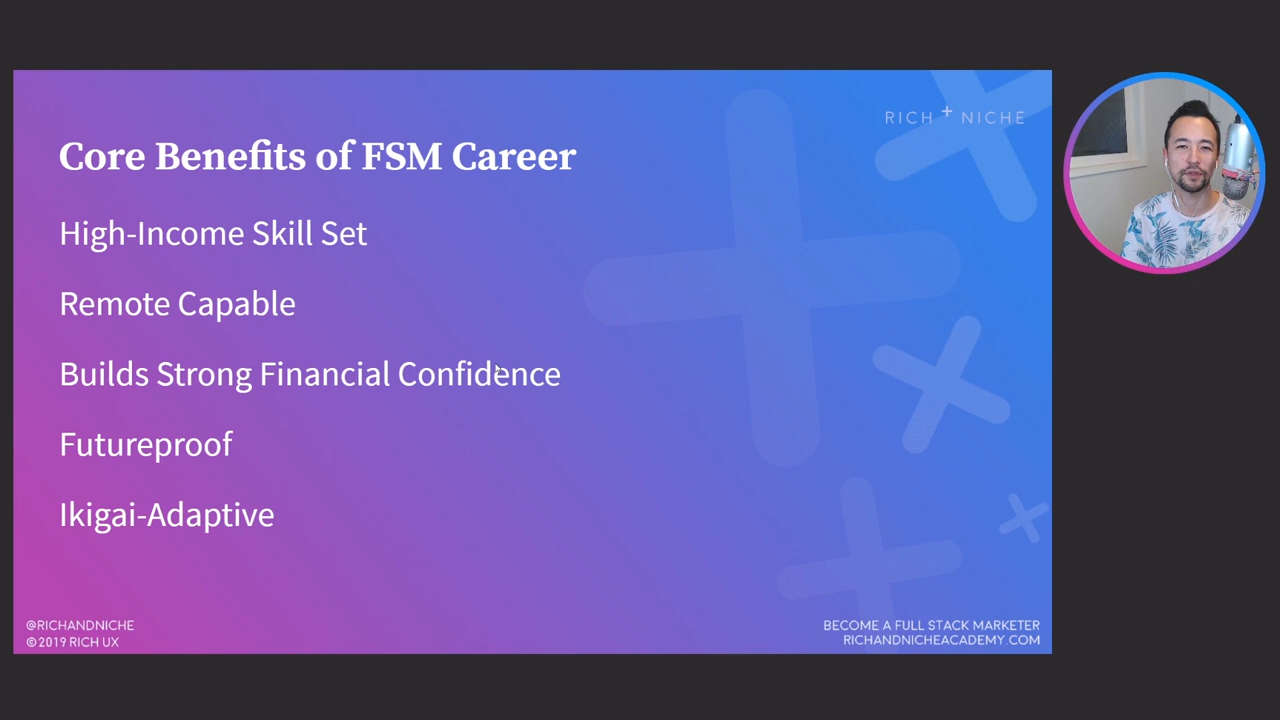 RICH + NICHE
Core Benefits of FSM Career
High-Income Skill Set
Remote Capable
Builds Strong Financial Confidence
Futureproof
Ikigai-Adaptive
@RICHANDNICHE
©2019 RICH UX
BECOME A FULL STACK MARKETER
RICHANDNICHEACADEMY.COM